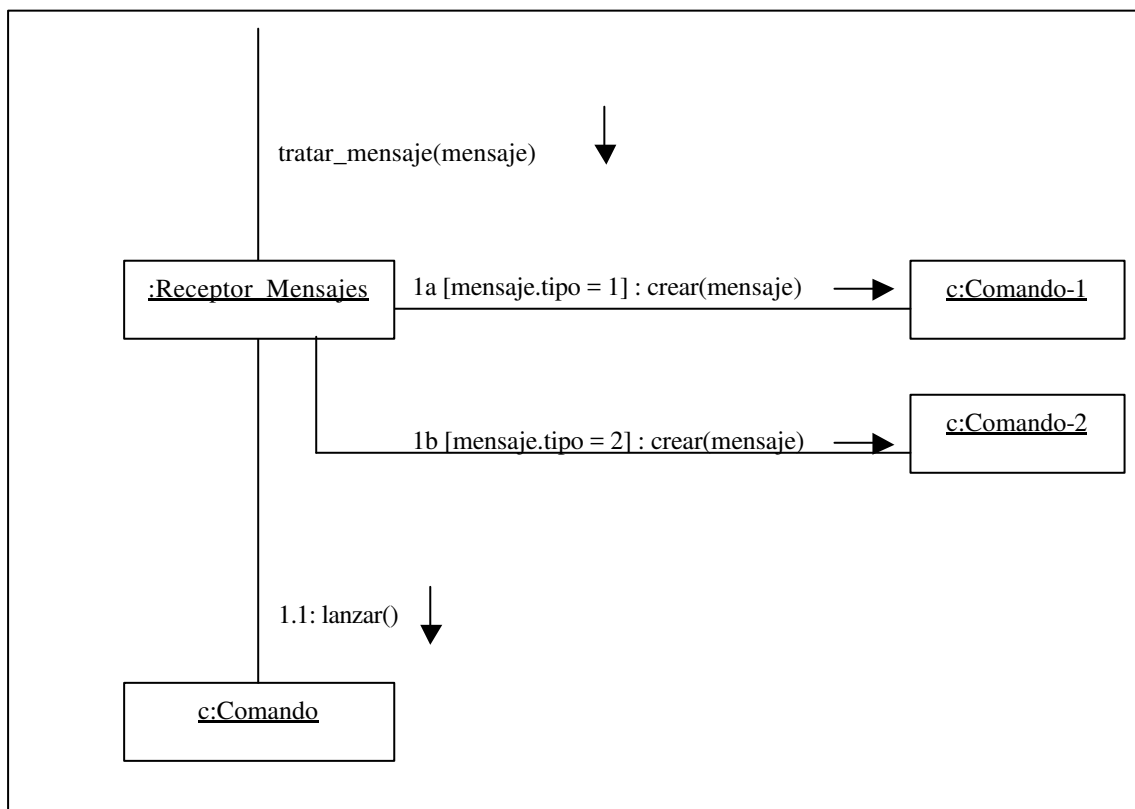 tratar_mensaje(mensaje)
:Receptor_Mensajes
1a [mensaje.tipo = 1] : crear(mensaje)
c:Comando-1
1b [mensaje.tipo = 2] : crear(mensaje)
c:Comando-2
1.1: lanzar()
c:Comando